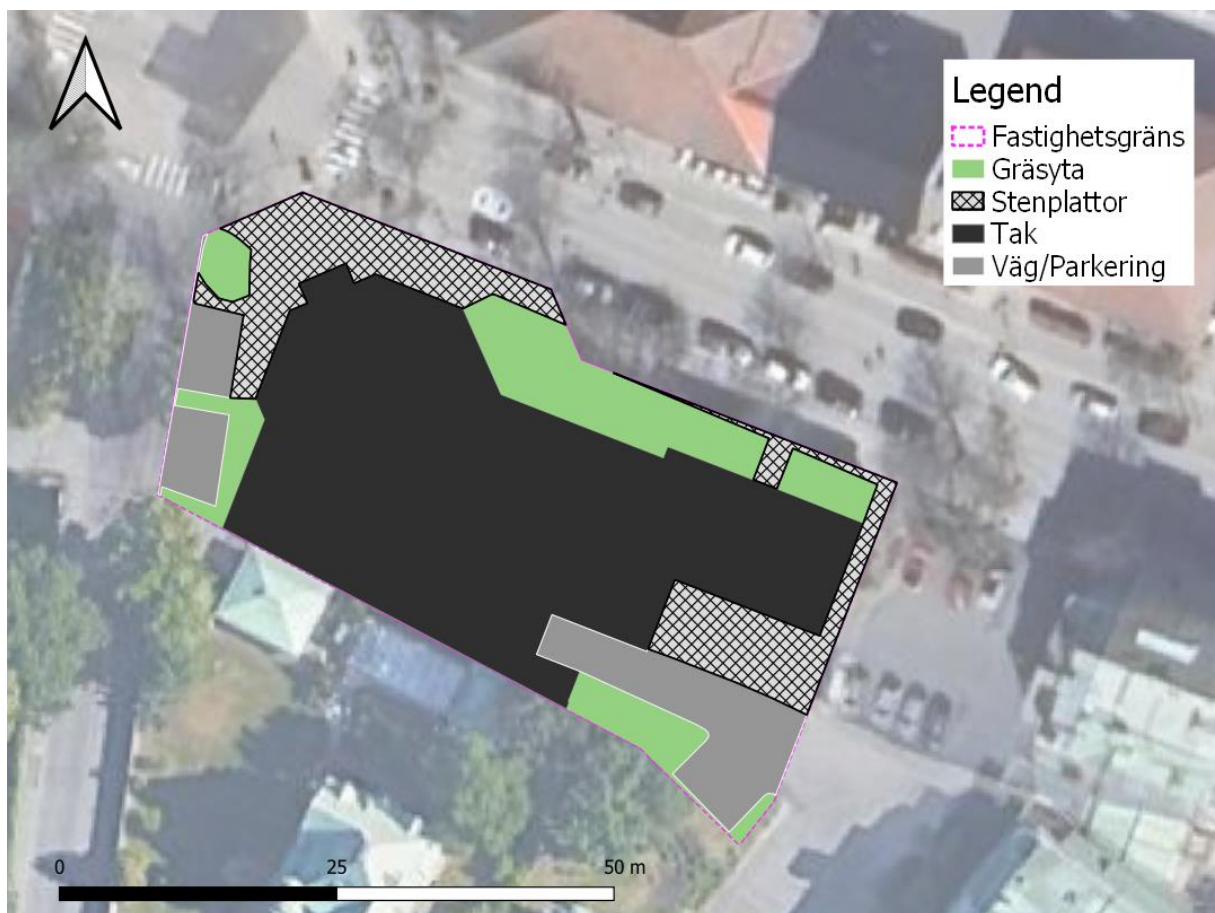 Legend
Fastighetsgräns
Gräsyta
Stenplattor
Tak
Väg/Parkering
0 25 50 m